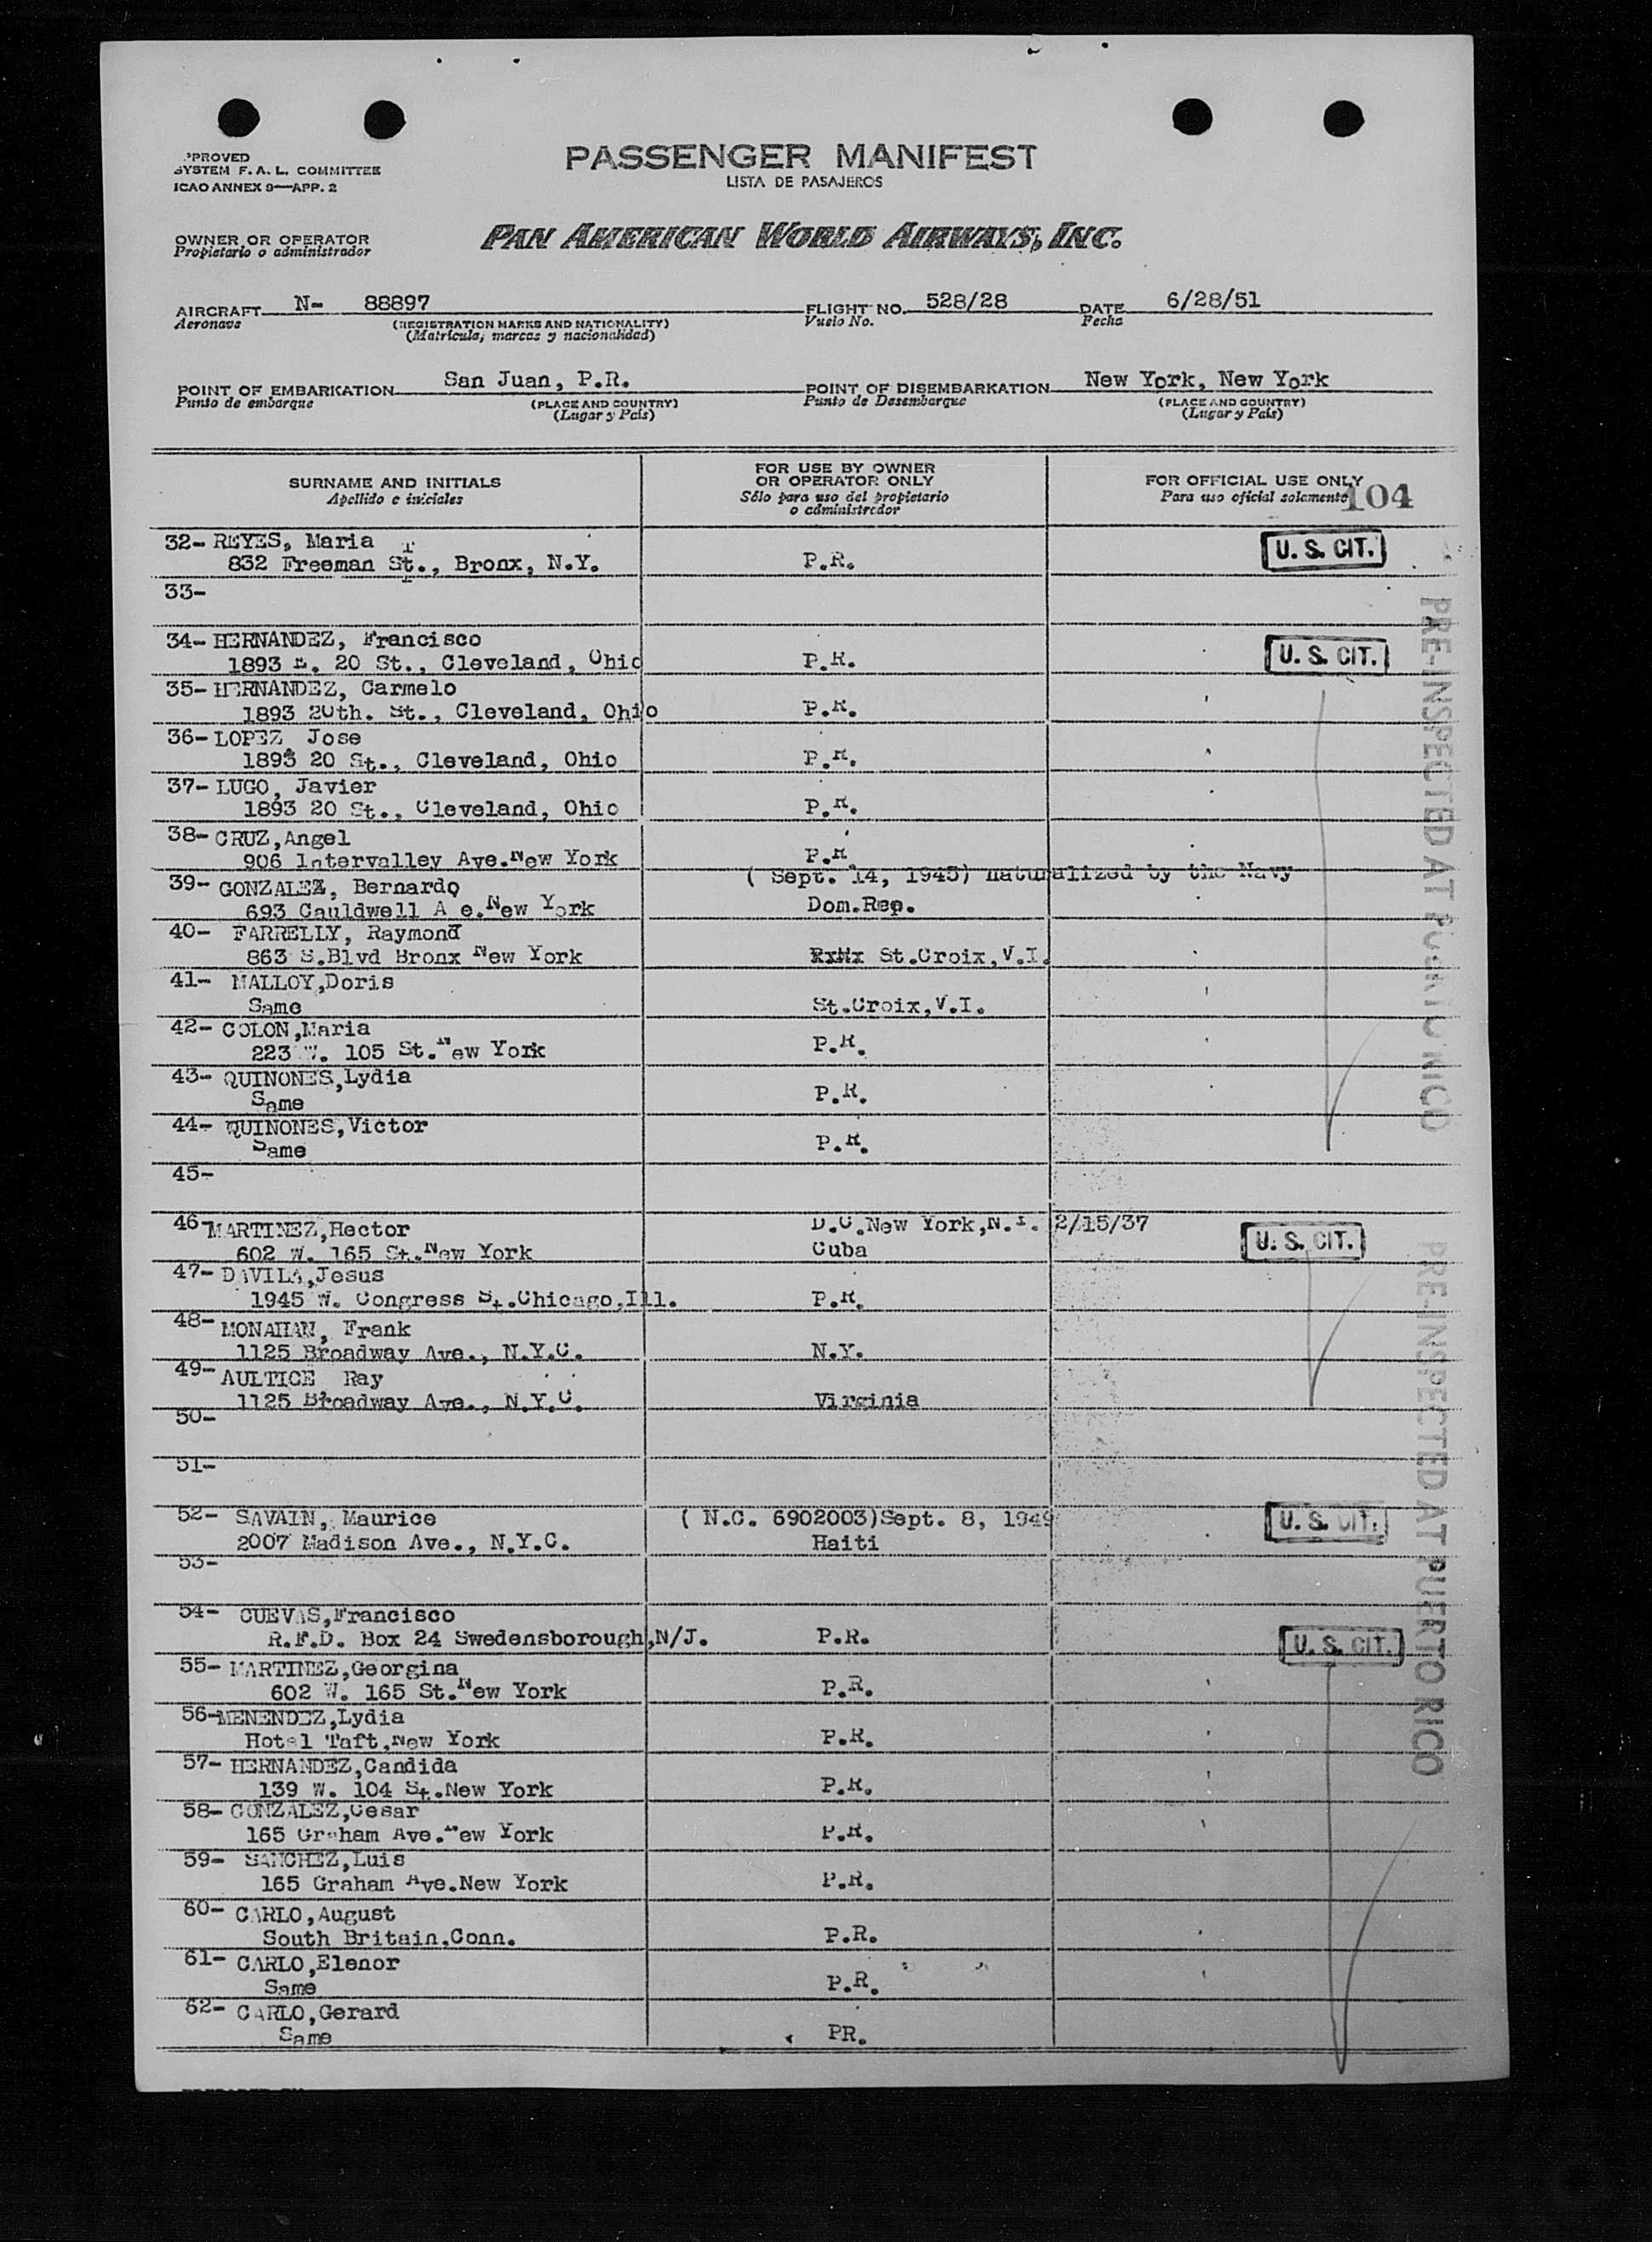 PPROVED
SYSTEM F. A. L. COMMITTEE
ICAO ANNEX 9—APP. 2
PASSENGER MANIFEST
LISTA DE PASAJEROS
OWNER OR OPERATOR
Propietario o administrador
PAN AMERICAN WORLD AIRWAYS, INC.
AIRCRAFT N- 88897 FLIGHT NO. 528/28 DATE 6/28/51
Aeronave (REGISTRATION MARKS AND NATIONALITY) Vuelo No. Fecha
(Matrícula, marcas y nacionalidad)
POINT OF EMBARKATION San Juan, P.R. POINT OF DISEMBARKATION New York, New York
Punto de embarque (PLACE AND COUNTRY) Punto de Desembarque (PLACE AND COUNTRY)
(Lugar y País) (Lugar y País)
SURNAME AND INITIALS
Apellido e iniciales
FOR USE BY OWNER
OR OPERATOR ONLY
Sólo para uso del propietario
o administrador
FOR OFFICIAL USE ONLY
Para uso oficial solamente 104
32- REYES, Maria U. S. CIT.
832 Freeman St., Bronx, N.Y. P.R.
33-
34- HERNANDEZ, Francisco U. S. CIT.
1893 E. 20 St., Cleveland, Ohio P.R.
35- HERNANDEZ, Carmelo
1893 20th. St., Cleveland, Ohio P.R.
36- LOPEZ Jose
1893 20 St., Cleveland, Ohio P.R.
37- LUGO, Javier
1893 20 St., Cleveland, Ohio P.R.
38- CRUZ,Angel
906 Intervalley Ave.New York P.R
39- GONZALEZ, Bernardo ( Sept. 14, 1945) naturalized by the Navy
693 Cauldwell A e.New York Dom.Rep.
40- FARRELLY, Raymond
863 S.Blvd Bronx New York St.Croix,V.I.
41- MALLOY,Doris
Same St.Croix,V.I.
42- COLON,Maria
223 W. 105 St.New York P.R.
43- QUINONES,Lydia
Same P.R.
44- QUINONES,Victor
Same P.R.
45-
46- MARTINEZ,Hector D.C.New York,N.Y. 2/15/37 U. S. CIT.
602 W. 165 St.New York Cuba
47- DAVILA,Jesus
1945 W. Congress St.Chicago,Ill. P.R.
48- MONAHAN, Frank
1125 Broadway Ave., N.Y.C. N.Y.
49- AULTICE Ray
1125 Broadway Ave., N.Y.C. Virginia
50-
51-
52- SAVAIN, Maurice ( N.C. 6902003)Sept. 8, 1949 U. S. CIT.
2007 Madison Ave., N.Y.C. Haiti
53-
54- CUEVAS,Francisco
R.F.D. Box 24 Swedensborough,N/J. P.R. U. S. CIT.
55- MARTINEZ,Georgina
602 W. 165 St.New York P.R.
56- MENENDEZ,Lydia
Hotel Taft,New York P.R.
57- HERNANDEZ,Candida
139 W. 104 St.New York P.R.
58- GONZALEZ,Cesar
165 Graham Ave.New York P.R.
59- SANCHEZ,Luis
165 Graham Ave.New York P.R.
60- CARLO,August
South Britain,Conn. P.R.
61- CARLO,Elenor
Same P.R.
62- CARLO,Gerard
Same PR.
PRE-INSPECTED AT PUERTO RICO
PRE-INSPECTED AT PUERTO RICO